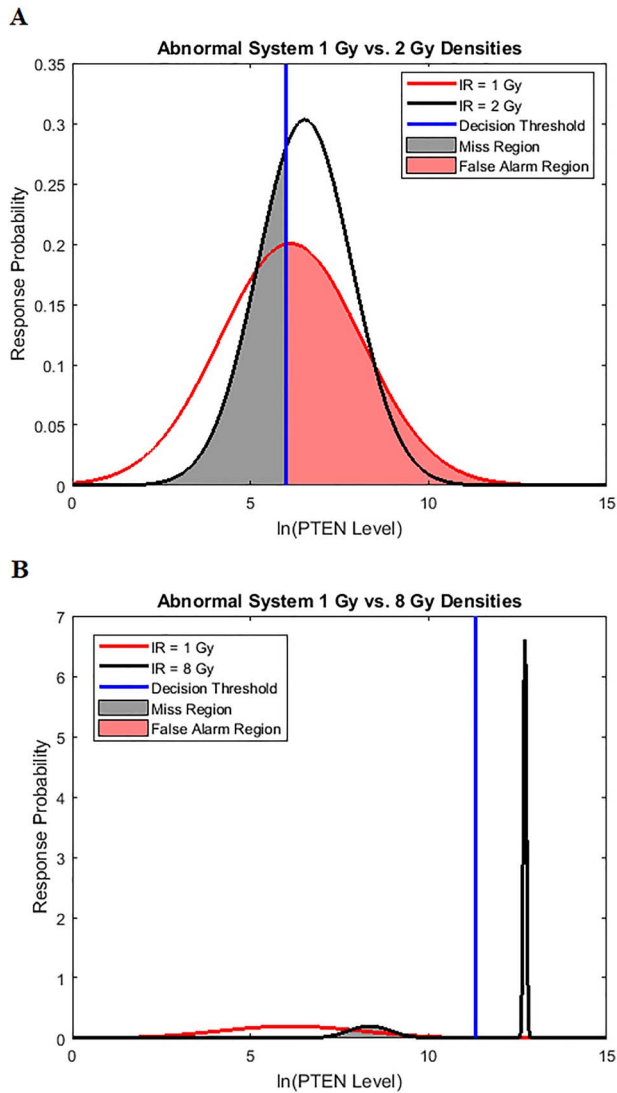 A
Abnormal System 1 Gy vs. 2 Gy Densities
0.35
0.3
0.25
0.2
0.15
0.1
0.05
0
Response Probability
IR = 1 Gy
IR = 2 Gy
Decision Threshold
Miss Region
False Alarm Region
0 5 10 15
ln(PTEN Level)
B
Abnormal System 1 Gy vs. 8 Gy Densities
7
6
5
4
3
2
1
0
Response Probability
IR = 1 Gy
IR = 8 Gy
Decision Threshold
Miss Region
False Alarm Region
0 5 10 15
ln(PTEN Level)